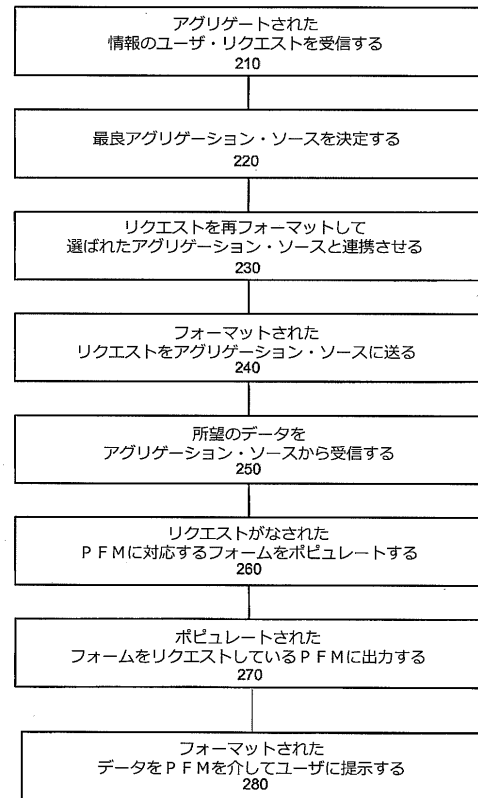 アグリゲートされた
情報のユーザ・リクエストを受信する
210
最良アグリゲーション・ソースを決定する
220
リクエストを再フォーマットして
選ばれたアグリゲーション・ソースと連携させる
230
フォーマットされた
リクエストをアグリゲーション・ソースに送る
240
所望のデータを
アグリゲーション・ソースから受信する
250
リクエストがなされた
ＰＦＭに対応するフォームをポピュレートする
260
ポピュレートされた
フォームをリクエストしているＰＦＭに出力する
270
フォーマットされた
データをＰＦＭを介してユーザに提示する
280